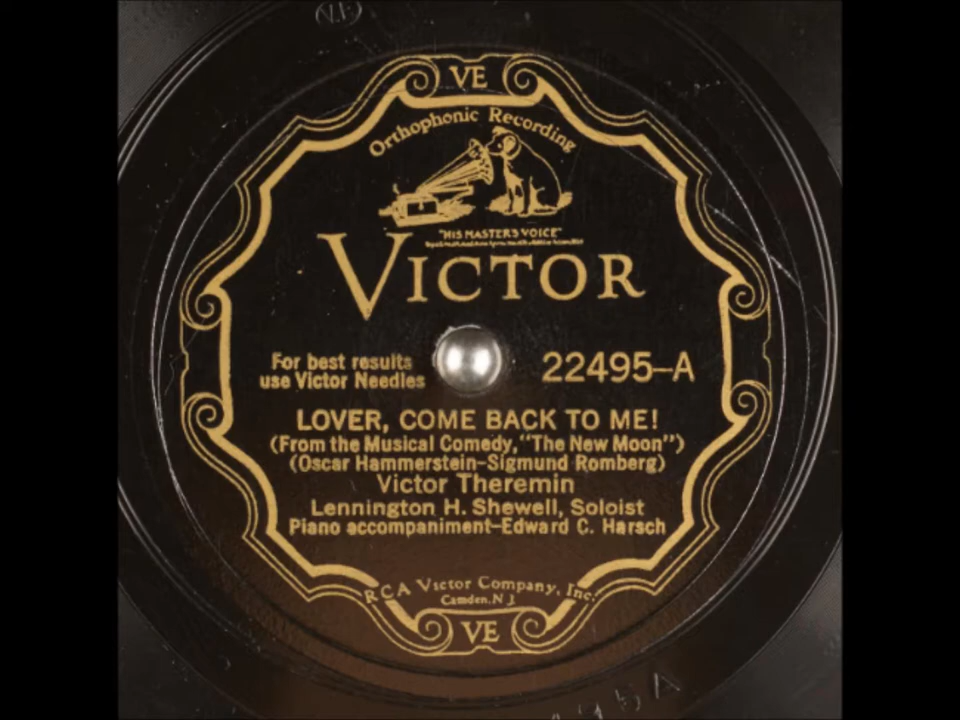 VE
Orthophonic Recording
"HIS MASTER'S VOICE"
VICTOR
For best results
use Victor Needles
22495-A
LOVER, COME BACK TO ME!
(From the Musical Comedy, "The New Moon")
(Oscar Hammerstein-Sigmund Romberg)
Victor Theremin
Lennington H. Shewell, Soloist
Piano accompaniment-Edward C. Harsch
RCA Victor Company, Inc.
Camden, N J
VE
95A